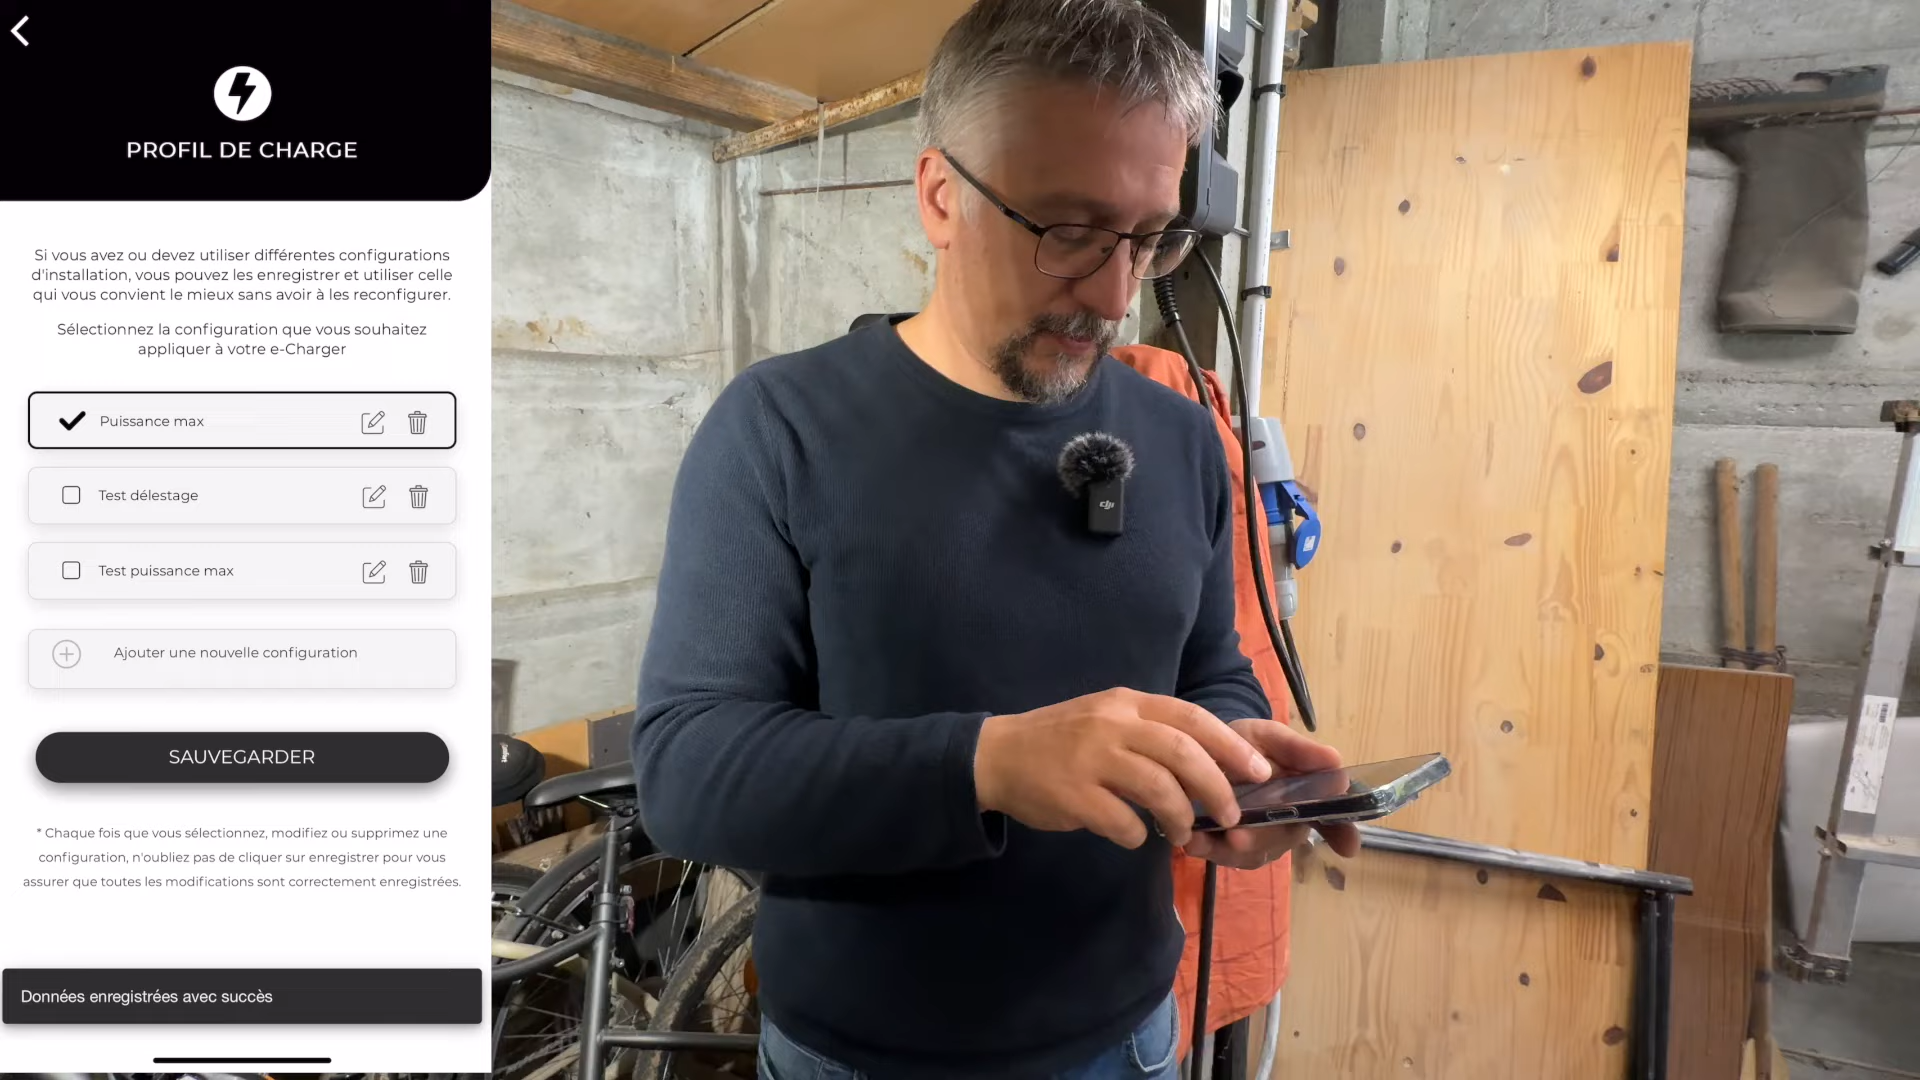 PROFIL DE CHARGE
Si vous avez ou devez utiliser différentes configurations
d'installation, vous pouvez les enregistrer et utiliser celle
qui vous convient le mieux sans avoir à les reconfigurer.
Sélectionnez la configuration que vous souhaitez
appliquer à votre e-Charger
Puissance max
Test délestage
Test puissance max
Ajouter une nouvelle configuration
SAUVEGARDER
* Chaque fois que vous sélectionnez, modifiez ou supprimez une
configuration, n'oubliez pas de cliquer sur enregistrer pour vous
assurer que toutes les modifications sont correctement enregistrées.
Données enregistrées avec succès
dji